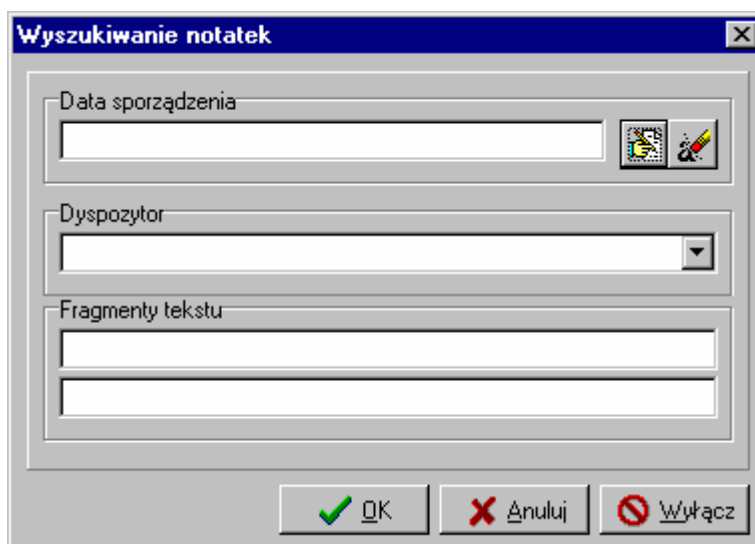 Wyszukiwanie notatek
Data sporządzenia
Dyspozytor
Fragmenty tekstu
OK Anuluj Wyłącz